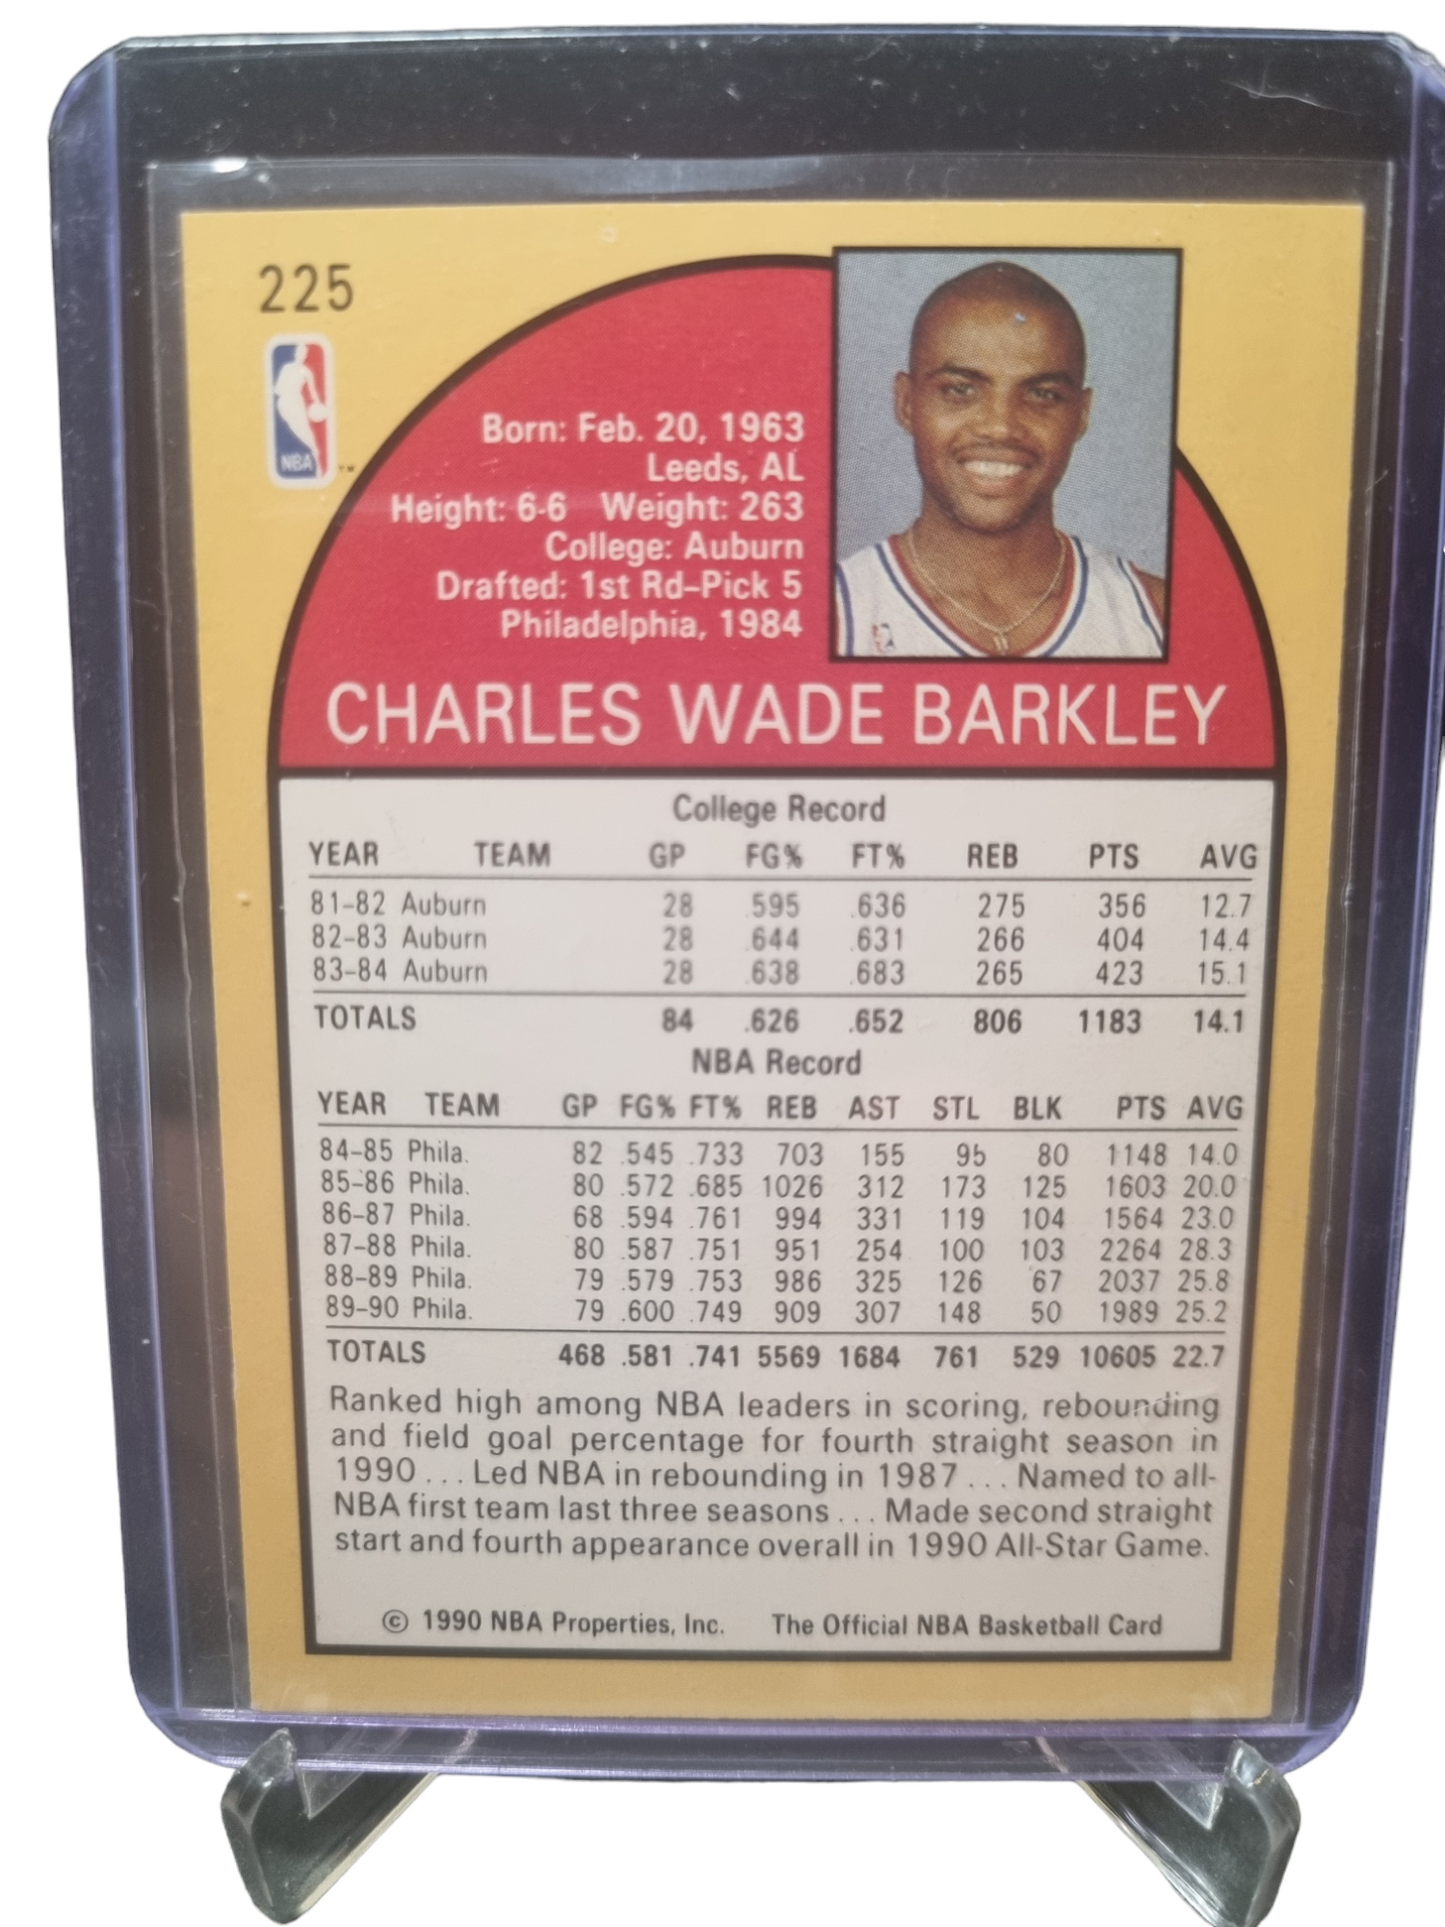 225
NBA
TM
Born: Feb. 20, 1963
Leeds, AL
Height: 6-6 Weight: 263
College: Auburn
Drafted: 1st Rd–Pick 5
Philadelphia, 1984
CHARLES WADE BARKLEY
College Record
YEAR TEAM GP FG% FT% REB PTS AVG
81–82 Auburn 28 .595 .636 275 356 12.7
82–83 Auburn 28 .644 .631 266 404 14.4
83–84 Auburn 28 .638 .683 265 423 15.1
TOTALS 84 .626 .652 806 1183 14.1
NBA Record
YEAR TEAM GP FG% FT% REB AST STL BLK PTS AVG
84–85 Phila. 82 .545 .733 703 155 95 80 1148 14.0
85–86 Phila. 80 .572 .685 1026 312 173 125 1603 20.0
86–87 Phila. 68 .594 .761 994 331 119 104 1564 23.0
87–88 Phila. 80 .587 .751 951 254 100 103 2264 28.3
88–89 Phila. 79 .579 .753 986 325 126 67 2037 25.8
89–90 Phila. 79 .600 .749 909 307 148 50 1989 25.2
TOTALS 468 .581 .741 5569 1684 761 529 10605 22.7
Ranked high among NBA leaders in scoring, rebounding
and field goal percentage for fourth straight season in
1990 . . . Led NBA in rebounding in 1987 . . . Named to all-
NBA first team last three seasons . . . Made second straight
start and fourth appearance overall in 1990 All-Star Game.
© 1990 NBA Properties, Inc. The Official NBA Basketball Card